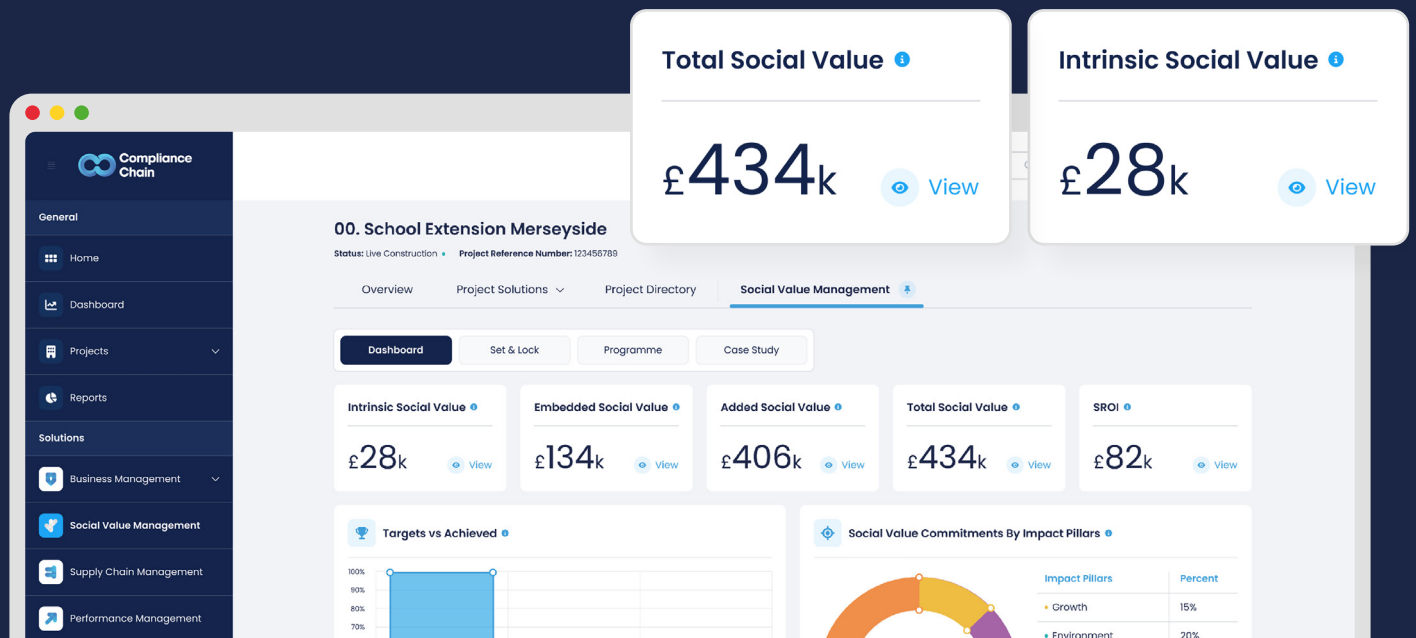 Total Social Value
£434k
View
Intrinsic Social Value
£28k
View
Compliance
Chain
General
Home
Dashboard
Projects
Reports
Solutions
Business Management
Social Value Management
Supply Chain Management
Performance Management
00. School Extension Merseyside
Status: Live Construction • Project Reference Number: 123456789
Overview Project Solutions Project Directory Social Value Management
Dashboard Set & Lock Programme Case Study
Intrinsic Social Value
£28k View
Embedded Social Value
£134k View
Added Social Value
£406k View
Total Social Value
£434k View
SROI
£82k View
Targets vs Achieved
100%
90%
80%
70%
Social Value Commitments By Impact Pillars
Impact Pillars Percent
• Growth 15%
• Environment 20%